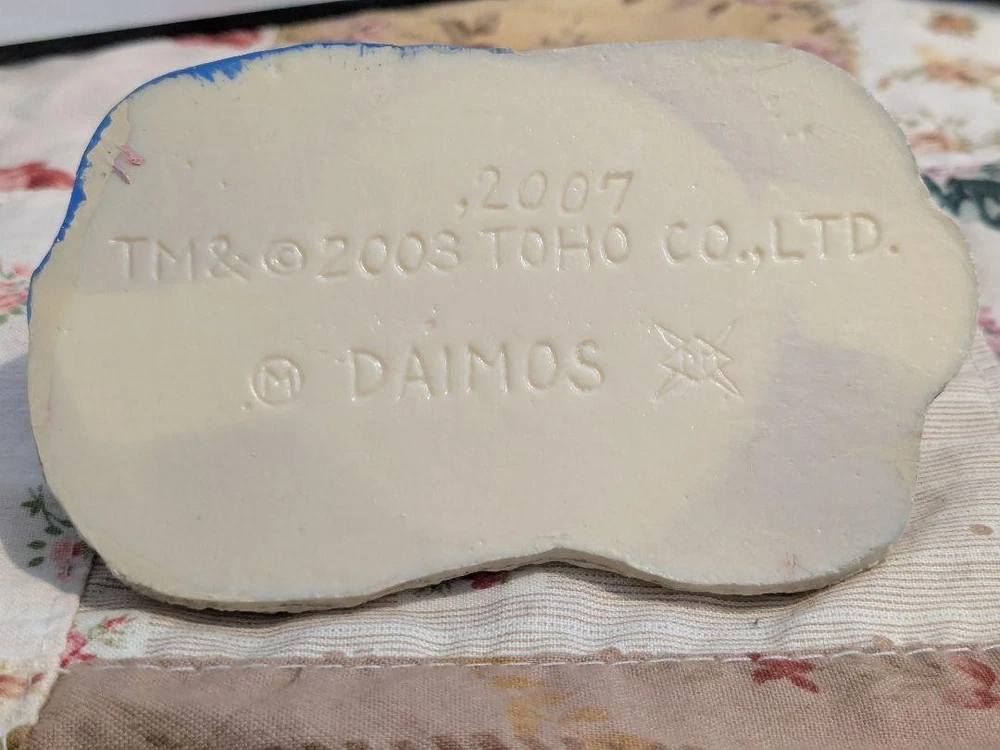 ,2007
TM&©2003 TOHO CO.,LTD.
Ⓜ DAIMOS